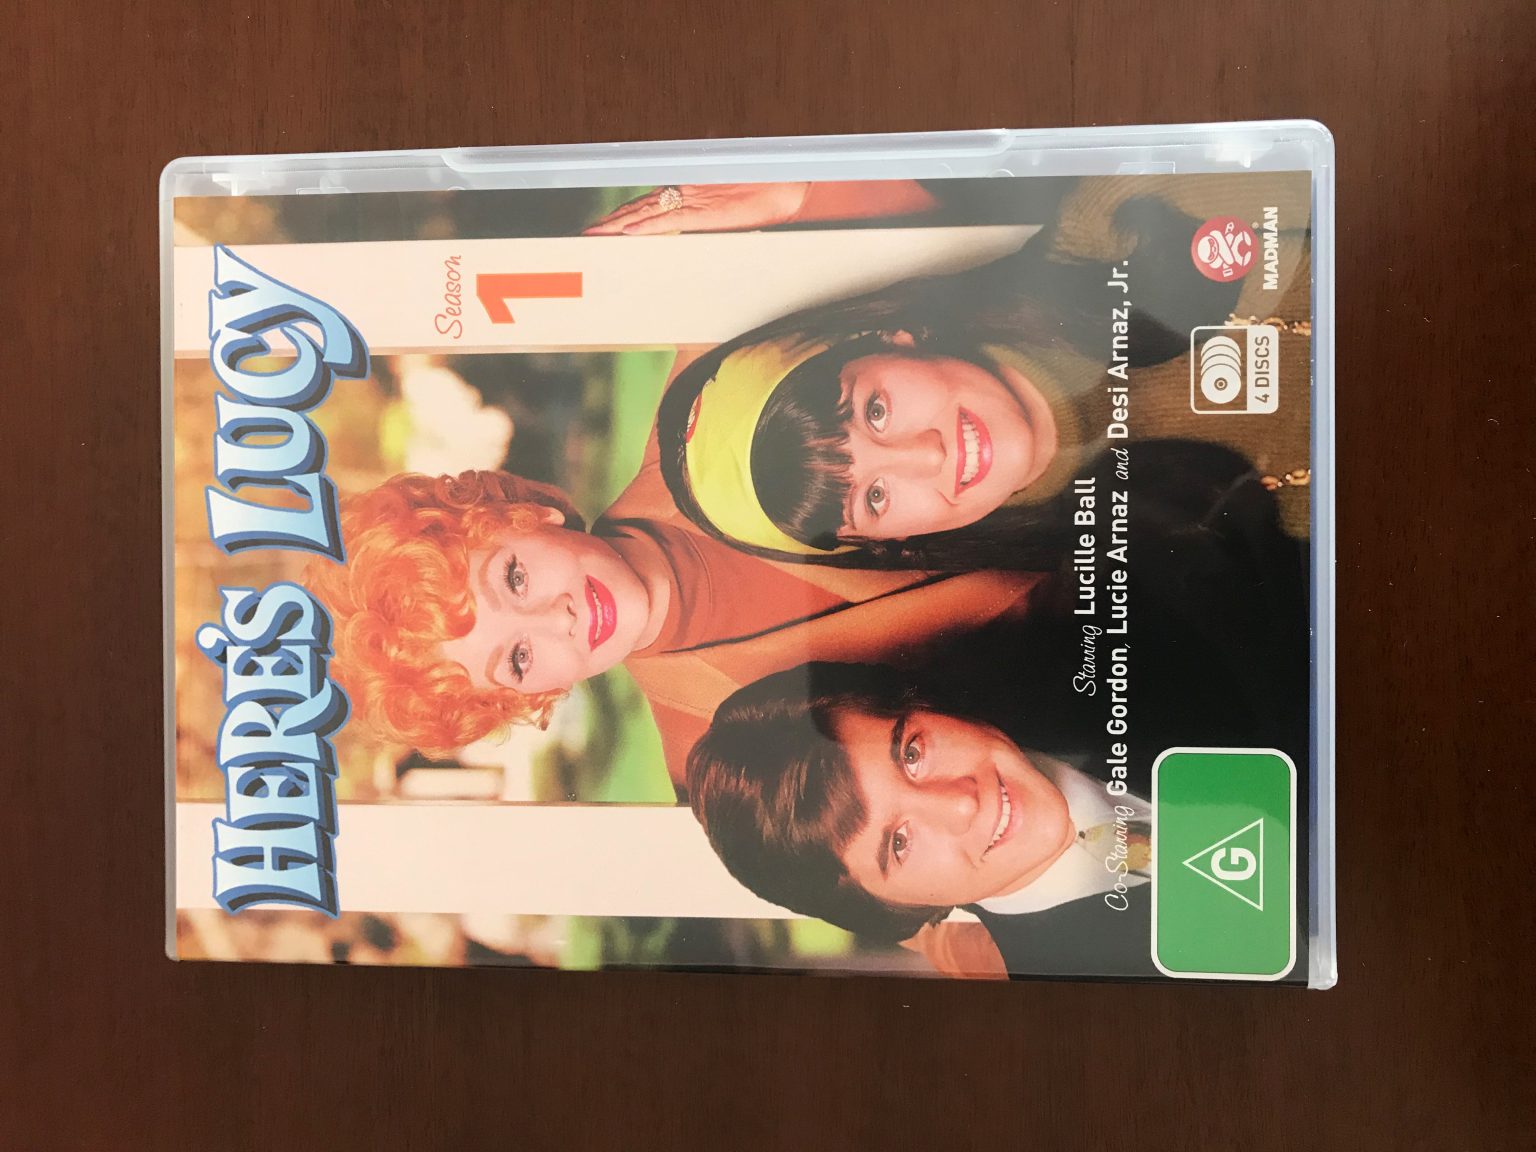 HERE'S LUCY
Season
1
Starring Lucille Ball
Co-Starring Gale Gordon, Lucie Arnaz and Desi Arnaz, Jr.
G
4 DISCS
MADMAN®